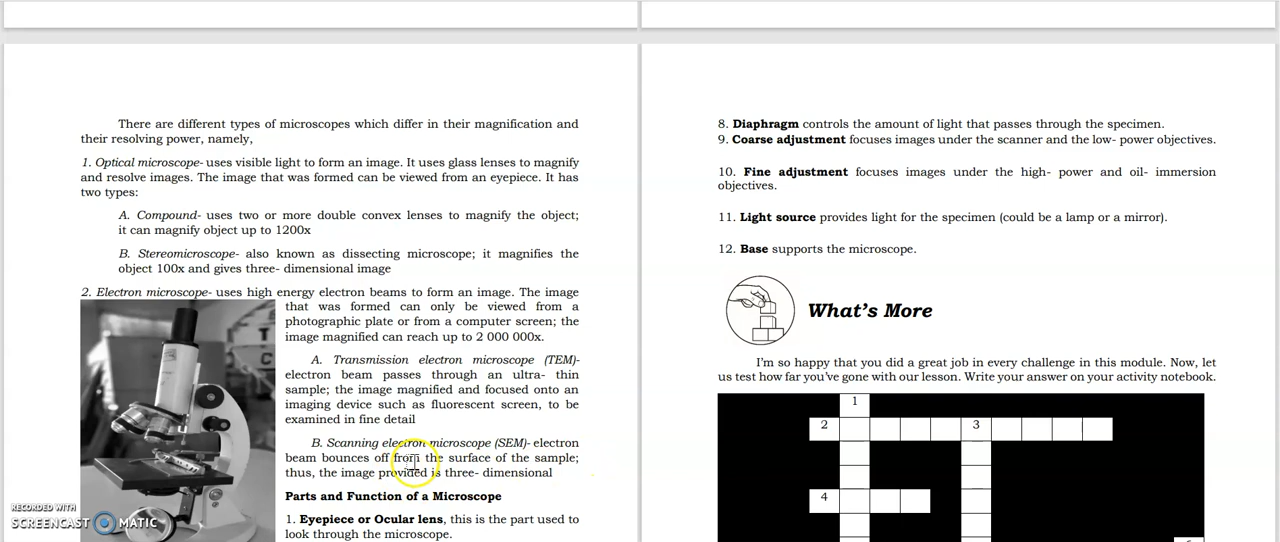 There are different types of microscopes which differ in their magnification and
their resolving power, namely,
1. Optical microscope- uses visible light to form an image. It uses glass lenses to magnify
and resolve images. The image that was formed can be viewed from an eyepiece. It has
two types:
A. Compound- uses two or more double convex lenses to magnify the object;
it can magnify object up to 1200x
B. Stereomicroscope- also known as dissecting microscope; it magnifies the
object 100x and gives three- dimensional image
2. Electron microscope- uses high energy electron beams to form an image. The image
that was formed can only be viewed from a
photographic plate or from a computer screen; the
image magnified can reach up to 2 000 000x.
A. Transmission electron microscope (TEM)-
electron beam passes through an ultra- thin
sample; the image magnified and focused onto an
imaging device such as fluorescent screen, to be
examined in fine detail
B. Scanning electron microscope (SEM)- electron
beam bounces off from the surface of the sample;
thus, the image provided is three- dimensional
Parts and Function of a Microscope
1. Eyepiece or Ocular lens, this is the part used to
look through the microscope.
RECORDED WITH
SCREENCAST MATIC
8. Diaphragm controls the amount of light that passes through the specimen.
9. Coarse adjustment focuses images under the scanner and the low- power objectives.
10. Fine adjustment focuses images under the high- power and oil- immersion
objectives.
11. Light source provides light for the specimen (could be a lamp or a mirror).
12. Base supports the microscope.
What's More
I'm so happy that you did a great job in every challenge in this module. Now, let
us test how far you've gone with our lesson. Write your answer on your activity notebook.
1
2 3
4